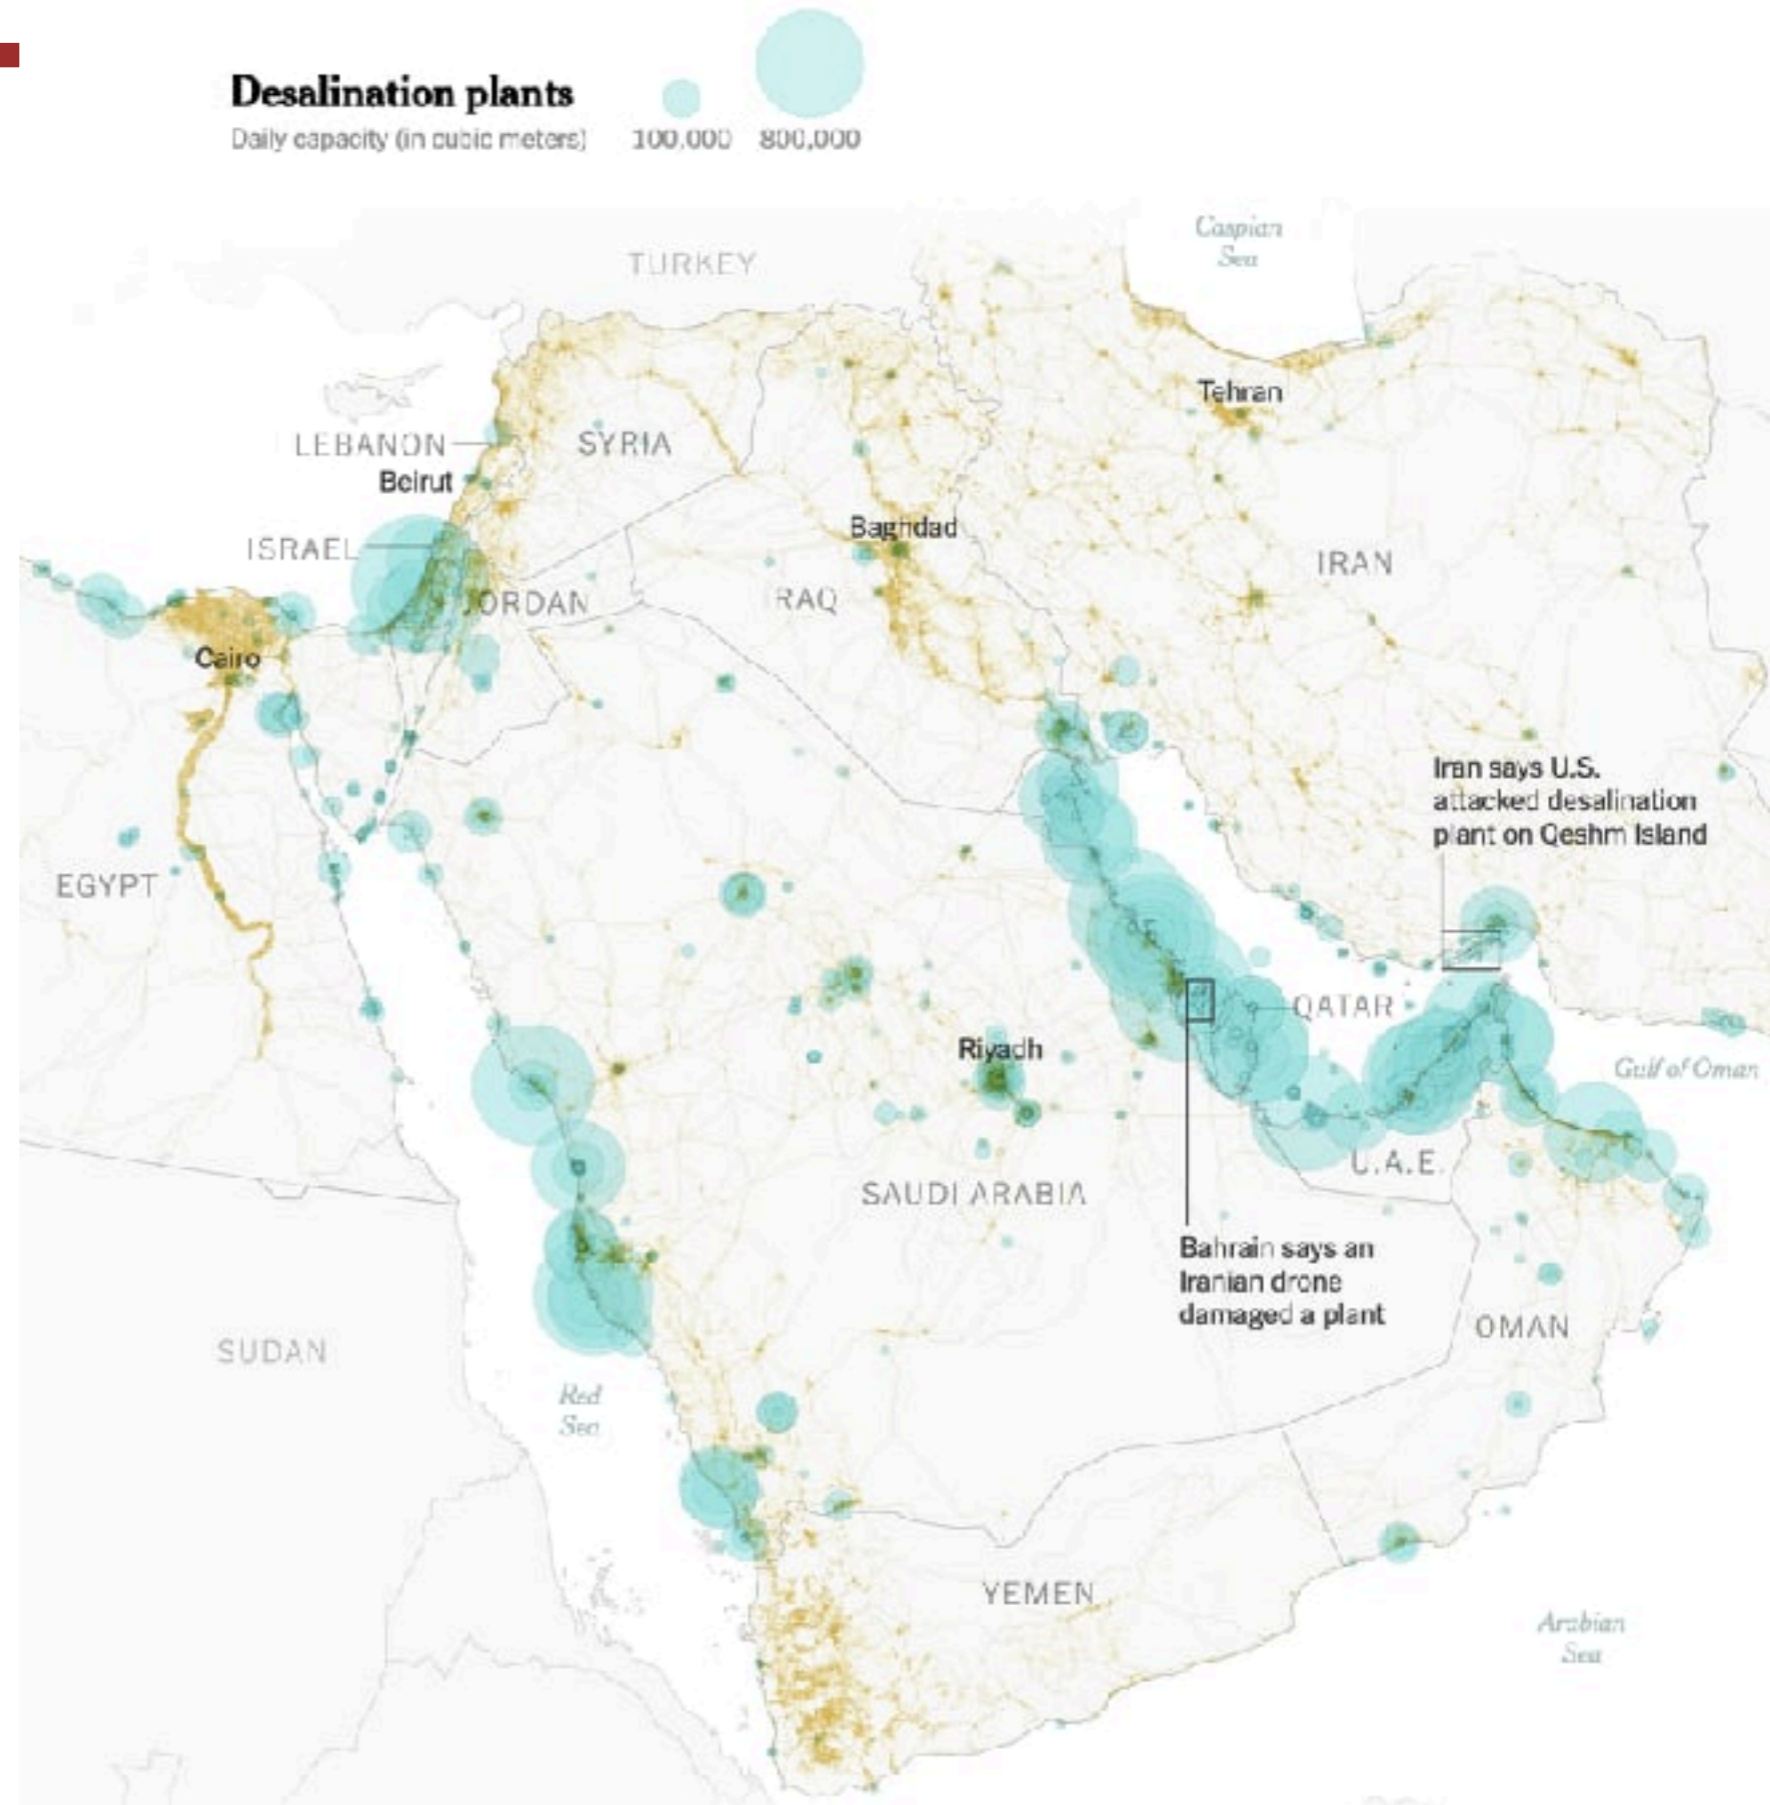 Desalination plants
Daily capacity (in cubic meters)
100,000
800,000
Caspian
Sea
TURKEY
Tehran
LEBANON
SYRIA
Beirut
Baghdad
ISRAEL
IRAN
JORDAN
IRAQ
Cairo
Iran says U.S.
attacked desalination
plant on Qeshm Island
EGYPT
QATAR
Riyadh
Gulf of Oman
U.A.E.
SAUDI ARABIA
Bahrain says an
Iranian drone
damaged a plant
OMAN
SUDAN
Red
Sea
YEMEN
Arabian
Sea